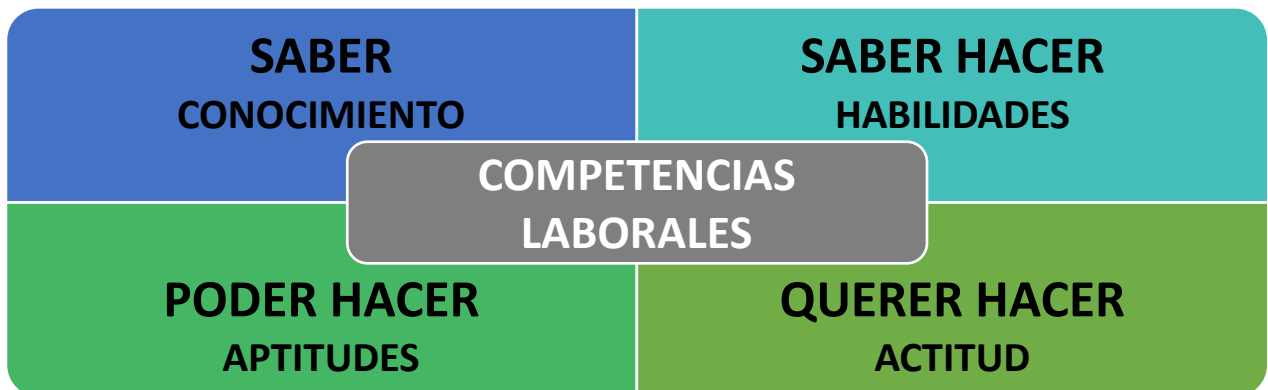 SABER
CONOCIMIENTO
SABER HACER
HABILIDADES
COMPETENCIAS
LABORALES
PODER HACER
APTITUDES
QUERER HACER
ACTITUD